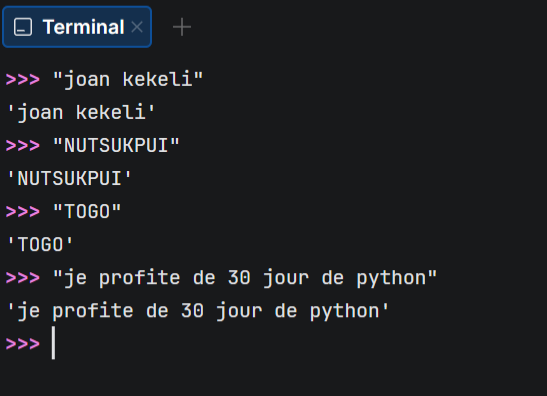 Terminal
>>> "joan kekeli"
'joan kekeli'
>>> "NUTSUKPUI"
'NUTSUKPUI'
>>> "TOGO"
'TOGO'
>>> "je profite de 30 jour de python"
'je profite de 30 jour de python'
>>>